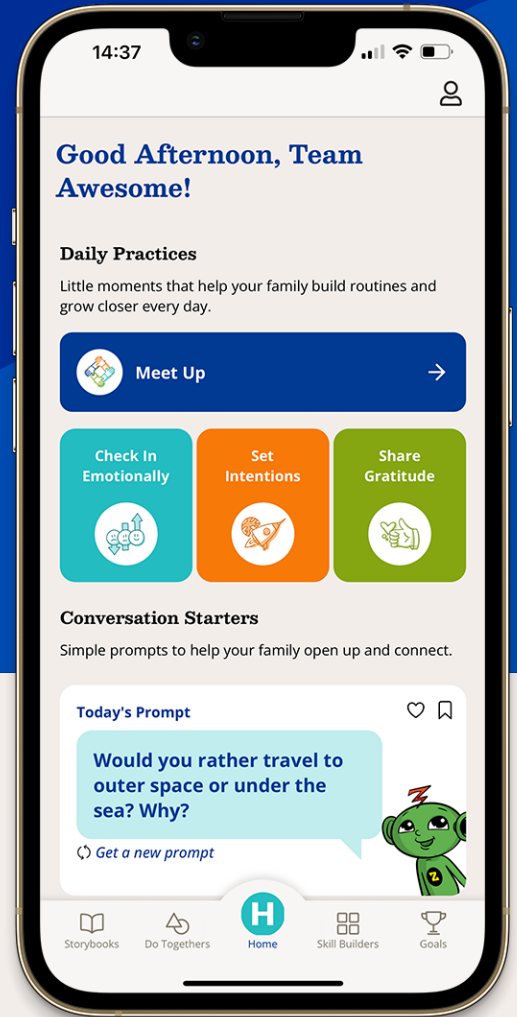 14:37
Good Afternoon, Team
Awesome!
Daily Practices
Little moments that help your family build routines and
grow closer every day.
Meet Up
Check In
Emotionally
Set
Intentions
Share
Gratitude
Conversation Starters
Simple prompts to help your family open up and connect.
Today's Prompt
Would you rather travel to
outer space or under the
sea? Why?
Get a new prompt
Z
H
Storybooks
Do Togethers
Home
Skill Builders
Goals